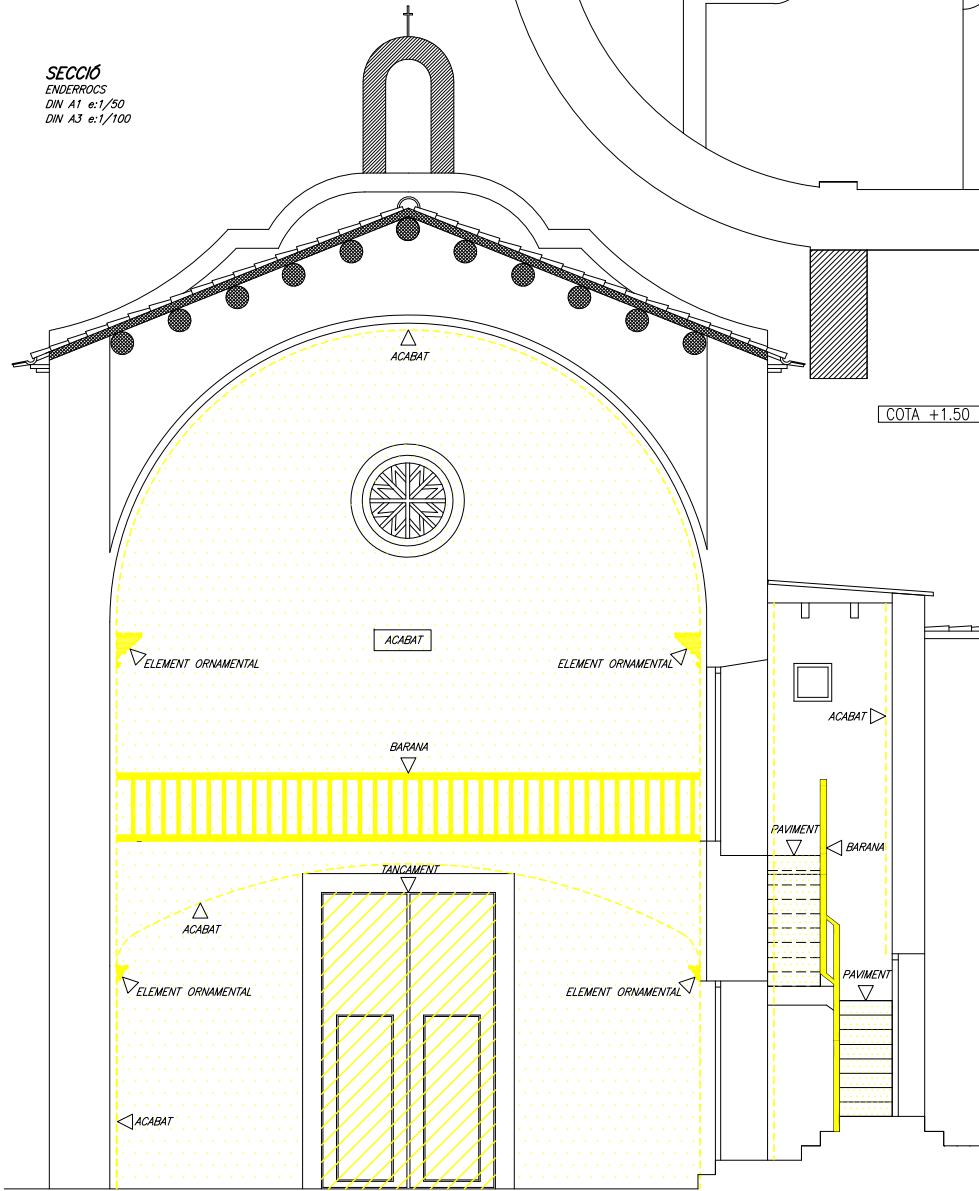 SECCIÓ
ENDERROCS
DIN A1 e:1/50
DIN A3 e:1/100
ACABAT
COTA +1.50
ACABAT
ELEMENT ORNAMENTAL
ELEMENT ORNAMENTAL
ACABAT
BARANA
PAVIMENT
BARANA
TANCAMENT
ACABAT
PAVIMENT
ELEMENT ORNAMENTAL
ELEMENT ORNAMENTAL
ACABAT